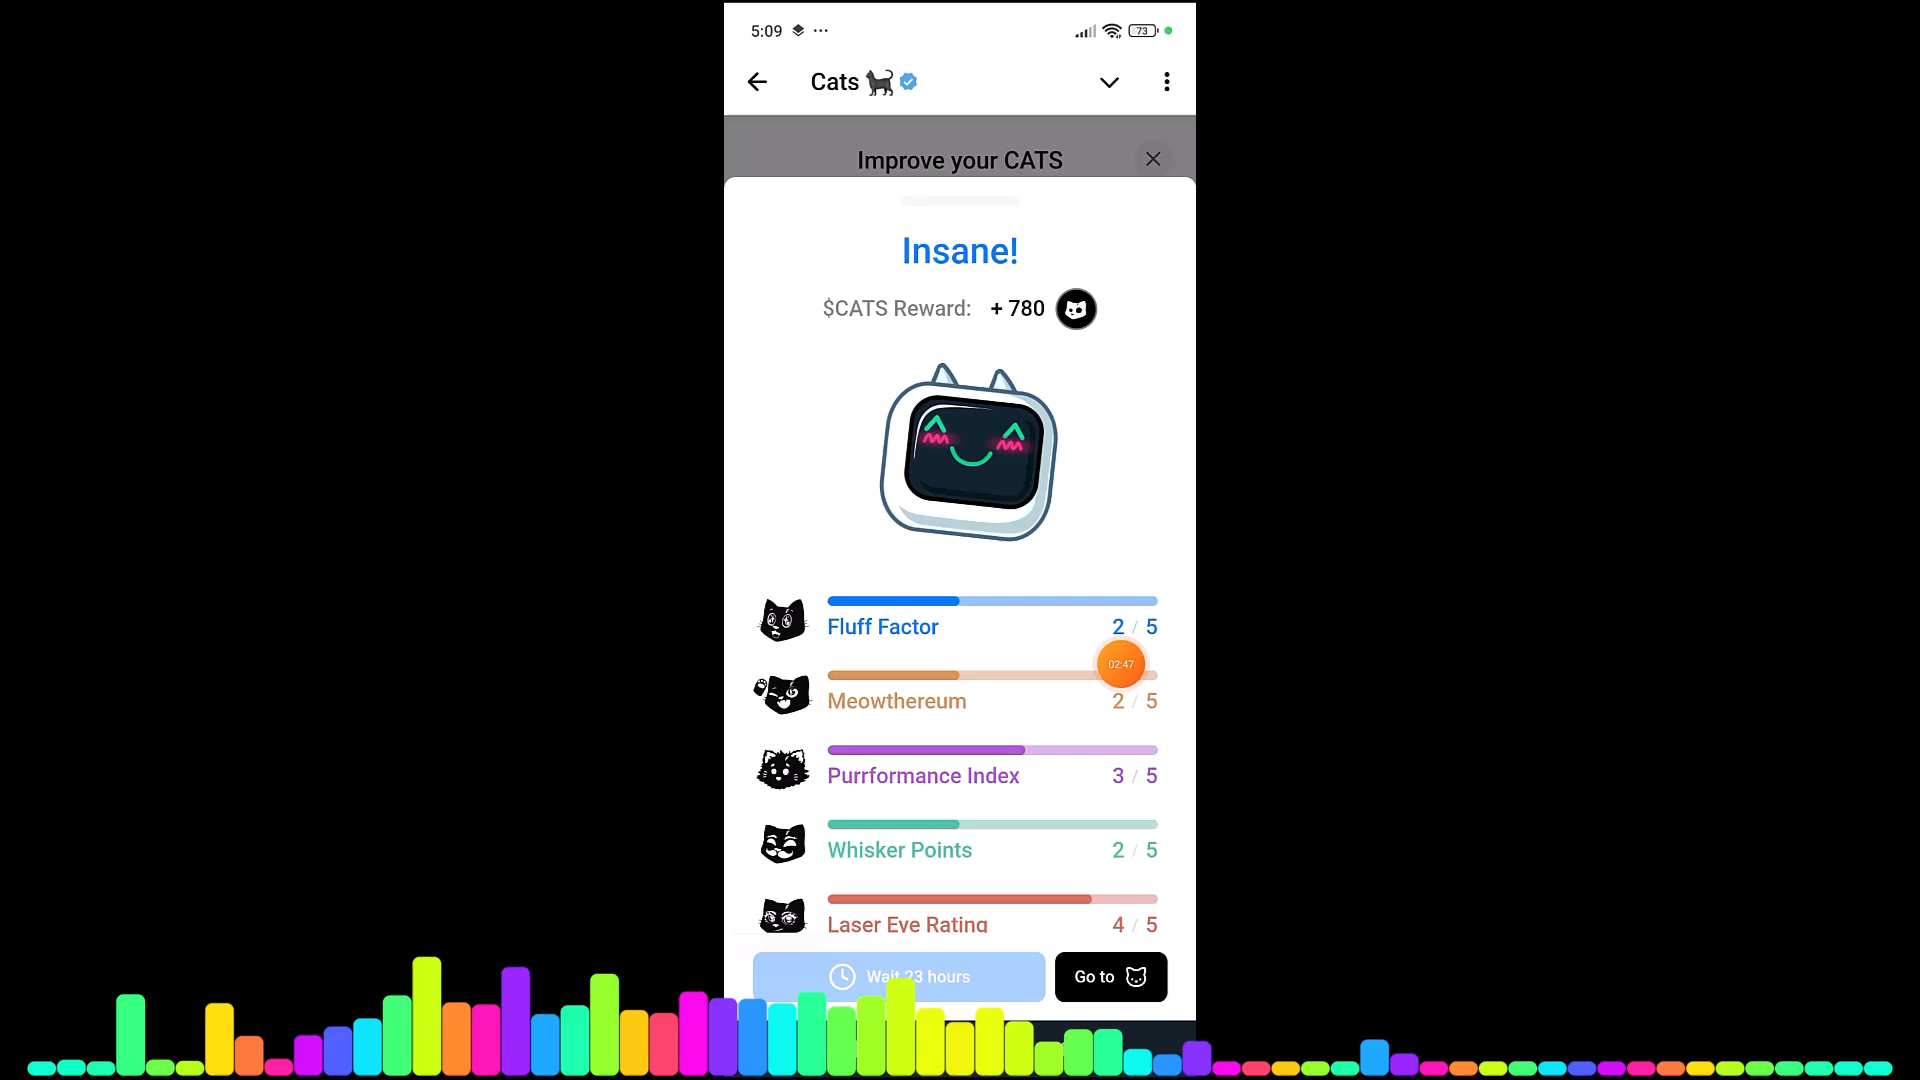 5:09 ... 73
Cats
Improve your CATS
Insane!
$CATS Reward: + 780
Fluff Factor 2 / 5
02:47
Meowthereum 2 / 5
Purrformance Index 3 / 5
Whisker Points 2 / 5
Laser Eye Rating 4 / 5
Wait 23 hours Go to